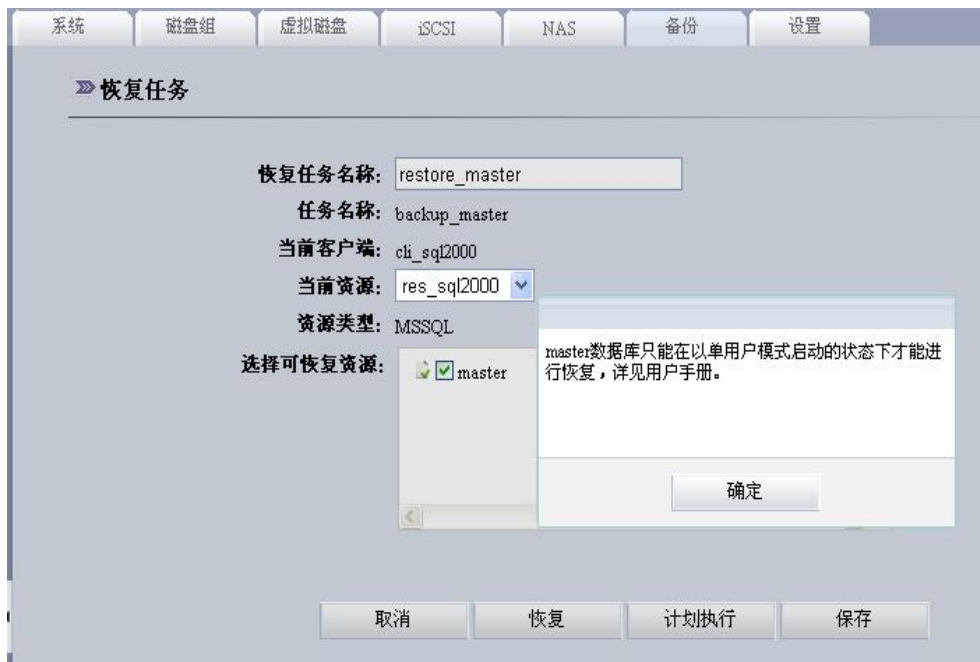 系统 磁盘组 虚拟磁盘 iSCSI NAS 备份 设置
恢复任务
恢复任务名称: restore_master
任务名称: backup_master
当前客户端: cli_sql2000
当前资源: res_sql2000
资源类型: MSSQL
选择可恢复资源: master
master数据库只能在以单用户模式启动的状态下才能进
行恢复，详见用户手册。
确定
取消 恢复 计划执行 保存